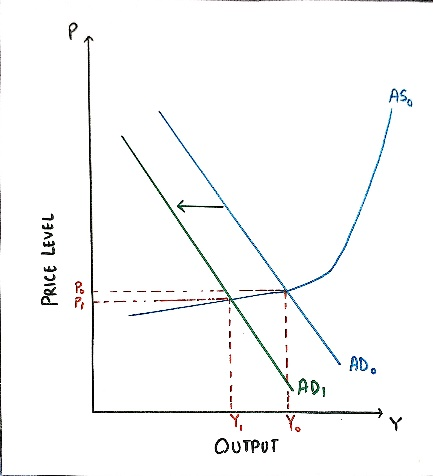 P
AS₀
PRICE LEVEL
P₀
P₁
AD₀
AD₁
Y₁
Y₀
Y
OUTPUT